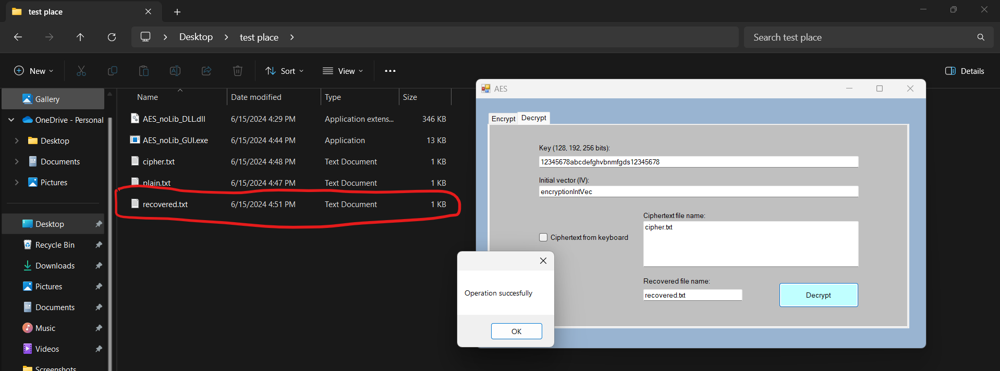 test place
Desktop
test place
Search test place
New
Sort
View
Details
Gallery
OneDrive - Personal
Desktop
Documents
Pictures
Desktop
Recycle Bin
Downloads
Pictures
Documents
Music
Videos
Screenshots
Name Date modified Type Size
AES_noLib_DLL.dll 6/15/2024 4:29 PM Application extens... 346 KB
AES_noLib_GUI.exe 6/15/2024 4:44 PM Application 13 KB
cipher.txt 6/15/2024 4:48 PM Text Document 1 KB
plain.txt 6/15/2024 4:47 PM Text Document 1 KB
recovered.txt 6/15/2024 4:51 PM Text Document 1 KB
AES
Encrypt Decrypt
Key (128, 192, 256 bits):
12345678abcdefghvbnmfgds12345678
Initial vector (IV):
encryptionIntVec
Ciphertext file name:
cipher.txt
Ciphertext from keyboard
Recovered file name:
recovered.txt
Decrypt
Operation succesfully
OK